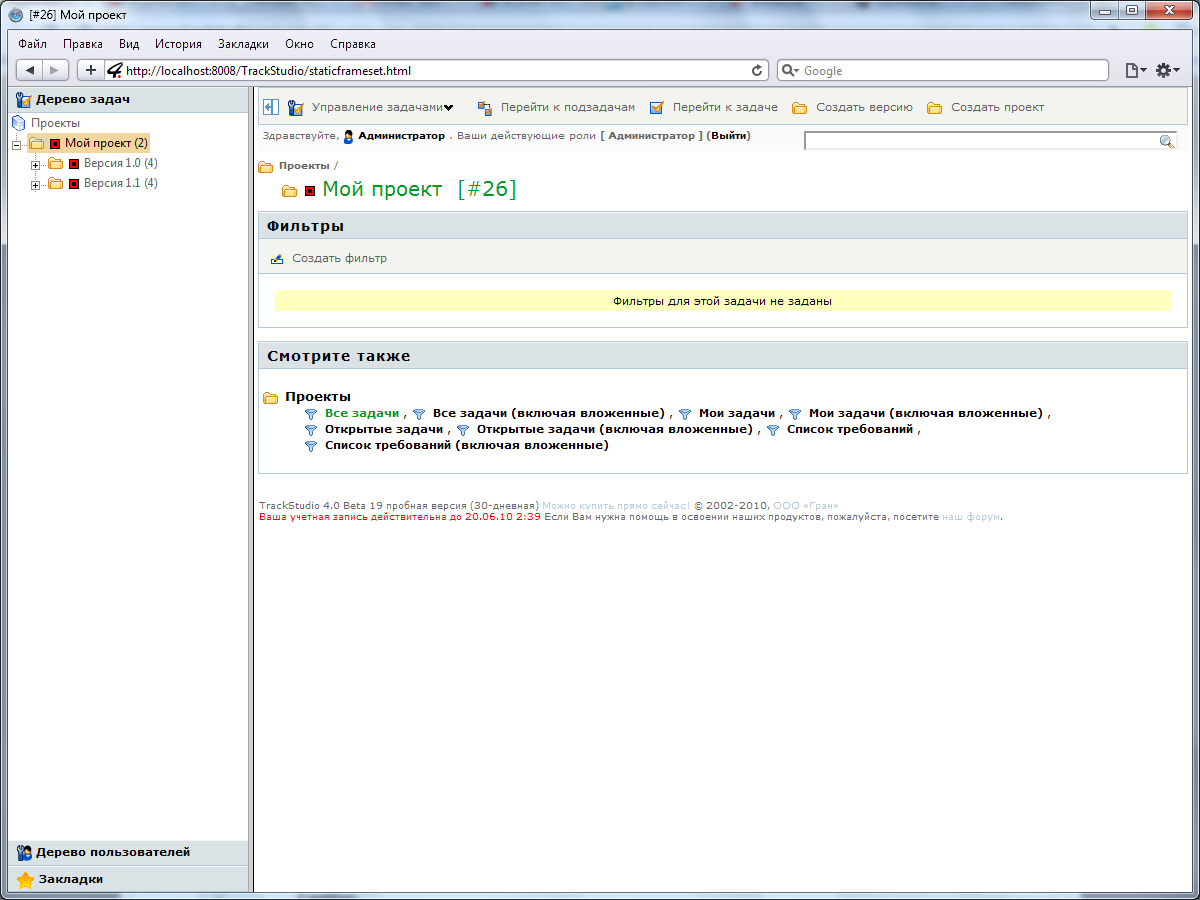 [#26] Мой проект
Файл Правка Вид История Закладки Окно Справка
http://localhost:8008/TrackStudio/staticframeset.html Google
Дерево задач
Проекты
Мой проект (2)
Версия 1.0 (4)
Версия 1.1 (4)
Дерево пользователей
Закладки
Управление задачами Перейти к подзадачам Перейти к задаче Создать версию Создать проект
Здравствуйте, Администратор . Ваши действующие роли [ Администратор ] (Выйти)
Проекты /
Мой проект [#26]
Фильтры
Создать фильтр
Фильтры для этой задачи не заданы
Смотрите также
Проекты
Все задачи , Все задачи (включая вложенные) , Мои задачи , Мои задачи (включая вложенные) ,
Открытые задачи , Открытые задачи (включая вложенные) , Список требований ,
Список требований (включая вложенные)
TrackStudio 4.0 Beta 19 пробная версия (30-дневная) Можно купить прямо сейчас! © 2002-2010, ООО «Гран»
Ваша учетная запись действительна до 20.06.10 2:39 Если Вам нужна помощь в освоении наших продуктов, пожалуйста, посетите наш форум.